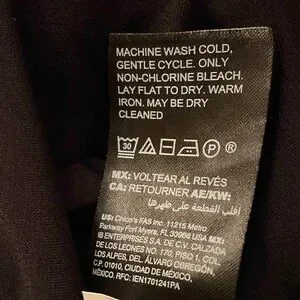 MACHINE WASH COLD,
GENTLE CYCLE. ONLY
NON-CHLORINE BLEACH.
LAY FLAT TO DRY. WARM
IRON. MAY BE DRY
CLEANED
30 P
MX: VOLTEAR AL REVÉS
CA: RETOURNER AE/KW:
اقلب القطعة على ظهرها
US: Chico's FAS Inc. 11215 Metro
Parkway Fort Myers, FL 33966 USA MX:
IB ENTERPRISES S.A DE C.V. CALZADA
DE LOS LEONES NO. 170, PISO 1, COL.
LOS ALPES, DEL. ÁLVARO OBREGÓN,
C.P. 01010, CIUDAD DE MÉXICO,
MÉXICO, RFC: IEN1701241PA